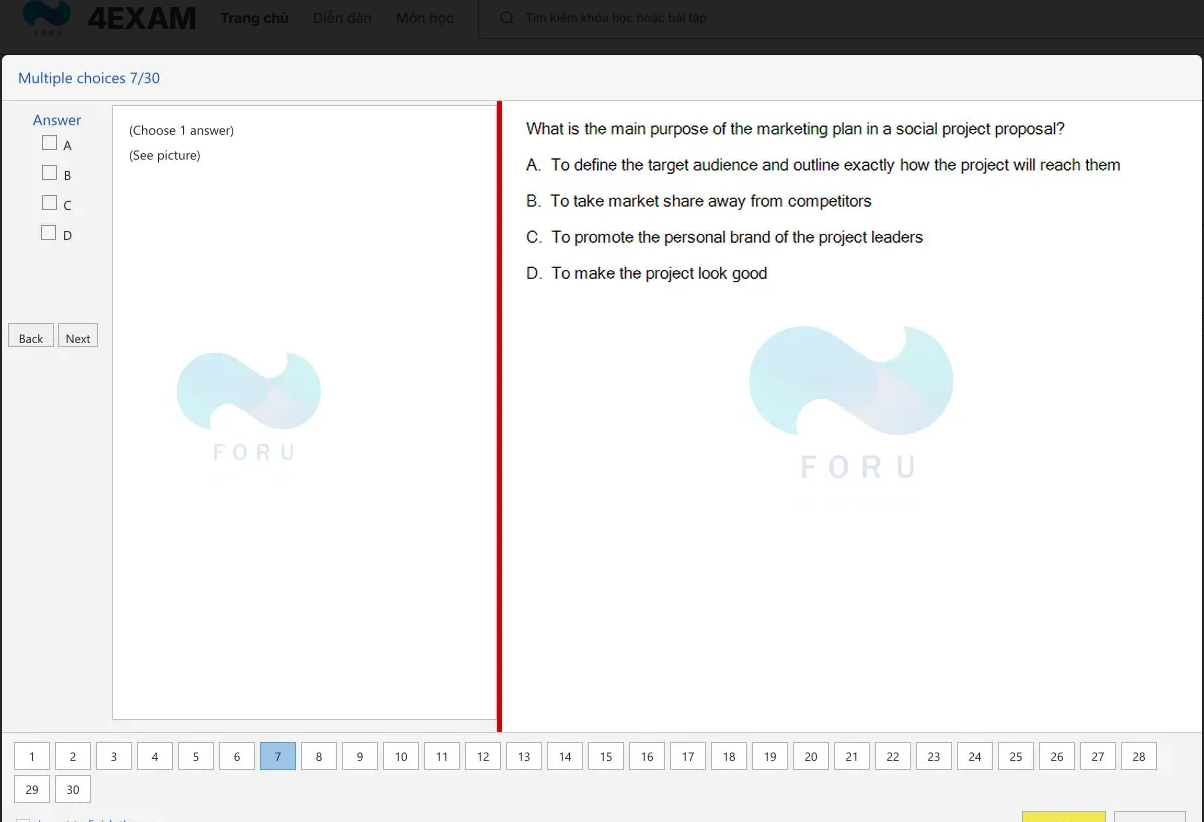 FORU
4EXAM
Trang chủ
Diễn đàn
Môn học
Tìm kiếm khóa học hoặc bài tập
Multiple choices 7/30
Answer
A
B
C
D
Back
Next
(Choose 1 answer)
(See picture)
FORU
What is the main purpose of the marketing plan in a social project proposal?
A. To define the target audience and outline exactly how the project will reach them
B. To take market share away from competitors
C. To promote the personal brand of the project leaders
D. To make the project look good
FORU
1 2 3 4 5 6 7 8 9 10 11 12 13 14 15 16 17 18 19 20 21 22 23 24 25 26 27 28
29 30